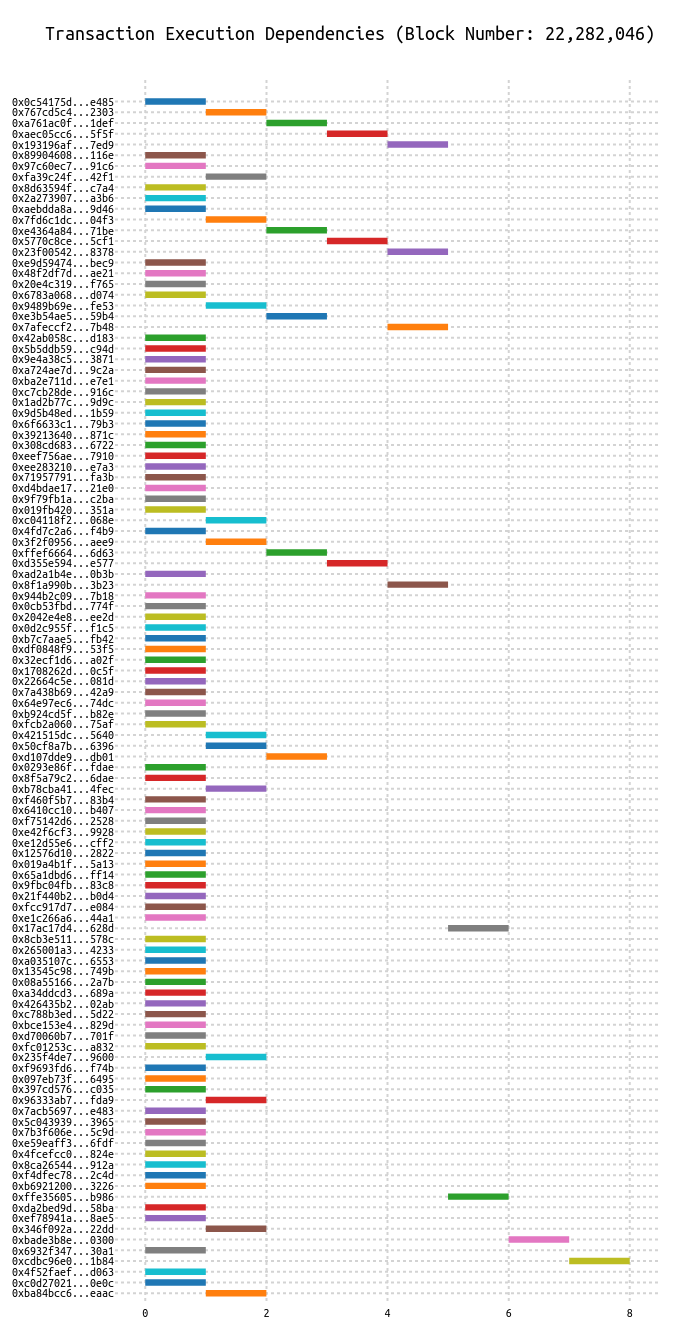 Transaction Execution Dependencies (Block Number: 22,282,046)
0x0c54175d...e485
0x767cd5c4...2303
0xa761ac0f...1def
0xaec05cc6...5f5f
0x193196af...7ed9
0x89904608...116e
0x97c60ec7...91c6
0xfa39c24f...42f1
0x8d63594f...c7a4
0x2a273907...a3b6
0xaebdda8a...9d46
0x7fd6c1dc...04f3
0xe4364a84...71be
0x5770c8ce...5cf1
0x23f00542...8378
0xe9d59474...bec9
0x48f2df7d...ae21
0x20e4c319...f765
0x6783a068...d074
0x9489b69e...fe53
0xe3b54ae5...59b4
0x7afeccf2...7b48
0x42ab058c...d183
0x5b5ddb59...c94d
0x9e4a38c5...3871
0xa724ae7d...9c2a
0xba2e711d...e7e1
0xc7cb28de...916c
0x1ad2b77c...9d9c
0x9d5b48ed...1b59
0x6f6633c1...79b3
0x39213640...871c
0x308cd683...6722
0xeef756ae...7910
0xee283210...e7a3
0x71957791...fa3b
0xd4bdae17...21e0
0x9f79fb1a...c2ba
0x019fb420...351a
0xc04118f2...068e
0x4fd7c2a6...f4b9
0x3f2f0956...aee9
0xffef6664...6d63
0xd355e594...e577
0xad2a1b4e...0b3b
0x8f1a990b...3b23
0x944b2c09...7b18
0x0cb53fbd...774f
0x2042e4e8...ee2d
0x0d2c955f...f1c5
0xb7c7aae5...fb42
0xdf0848f9...53f5
0x32ecf1d6...a02f
0x1708262d...0c5f
0x22664c5e...081d
0x7a438b69...42a9
0x64e97ec6...74dc
0xb924cd5f...b82e
0xfcb2a060...75af
0x421515dc...5640
0x50cf8a7b...6396
0xd107dde9...db01
0x0293e86f...fdae
0x8f5a79c2...6dae
0xb78cba41...4fec
0xf460f5b7...83b4
0x6410cc10...b407
0xf75142d6...2528
0xe42f6cf3...9928
0xe12d55e6...cff2
0x12576d10...2822
0x019a4b1f...5a13
0x65a1dbd6...ff14
0x9fbc04fb...83c8
0x21f440b2...b0d4
0xfcc917d7...e084
0xe1c266a6...44a1
0x17ac17d4...628d
0x8cb3e511...578c
0x265001a3...4233
0xa035107c...6553
0x13545c98...749b
0x08a55166...2a7b
0xa34ddcd3...689a
0x426435b2...02ab
0xc788b3ed...5d22
0xbce153e4...829d
0xd70060b7...701f
0xfc01253c...a832
0x235f4de7...9600
0xf9693fd6...f74b
0x097eb73f...6495
0x397cd576...c035
0x96333ab7...fda9
0x7acb5697...e483
0x5c043939...3965
0x7b3f606e...5c9d
0xe59eaff3...6fdf
0x4fcefcc0...824e
0x8ca26544...912a
0xf4dfec78...2c4d
0xb6921200...3226
0xffe35605...b986
0xda2bed9d...58ba
0xef78941a...8ae5
0x346f092a...22dd
0xbade3b8e...0300
0x6932f347...30a1
0xcdbc96e0...1b84
0x4f52faef...d063
0xc0d27021...0e0c
0xba84bcc6...eaac
0 2 4 6 8